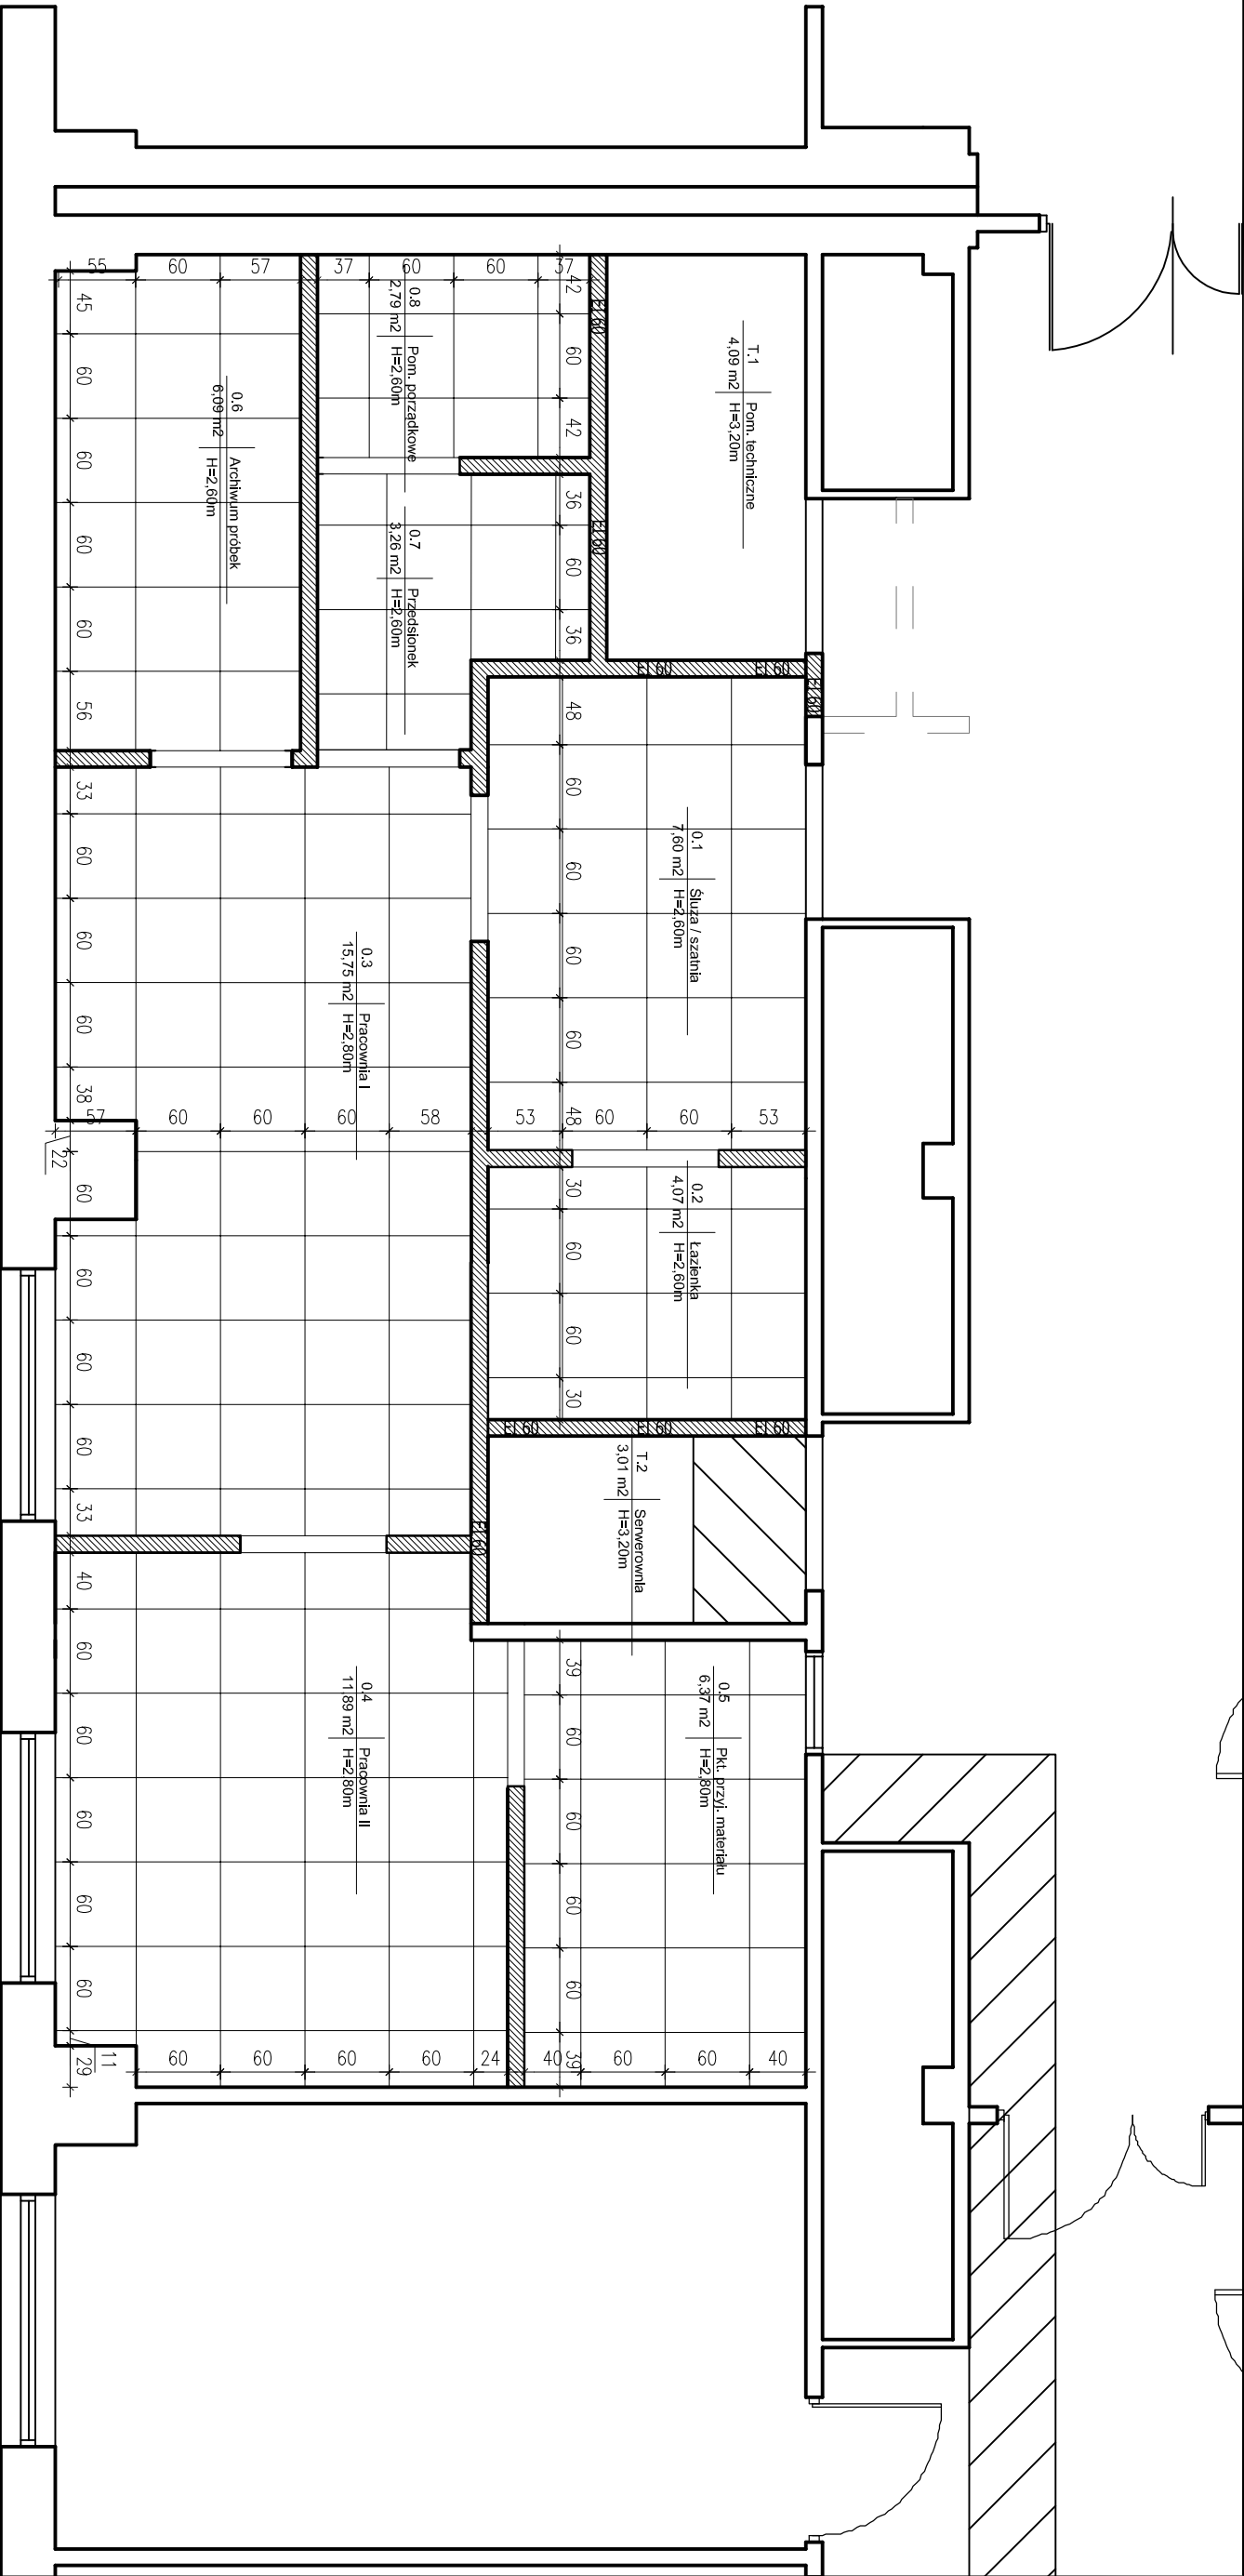 0.6
6,09 m2
Archiwum próbek
H=2,60m
0.8
2,79 m2
Pom. porządkowe
H=2,60m
0.7
3,26 m2
Przedsionek
H=2,60m
T.1
4,09 m2
Pom. techniczne
H=3,20m
0.1
7,60 m2
Śluza / szatnia
H=2,60m
0.2
4,07 m2
Łazienka
H=2,60m
0.3
15,75 m2
Pracownia I
H=2,80m
T.2
3,01 m2
Serwerownia
H=3,20m
0.4
11,89 m2
Pracownia II
H=2,80m
0.5
6,37 m2
Pkt. przyj. materiału
H=2,80m
55 60 57 37 60 60 37
45 60 60 60 60 56
33 60 60 60 38 22 60 60 60 60 33
40 60 60 60 60 60 11 29
42 60 42
36 60 36
48 60 60 60 60 48
30 60 60 30
39 60 60 60 60 39
57 60 60 60 58 53 60 60 53
60 60 60 60 24 40 60 60 40
EI 60
EI 60
EI 60
EI 60
EI 60
EI 60
EI 60
EI 60
EI 60